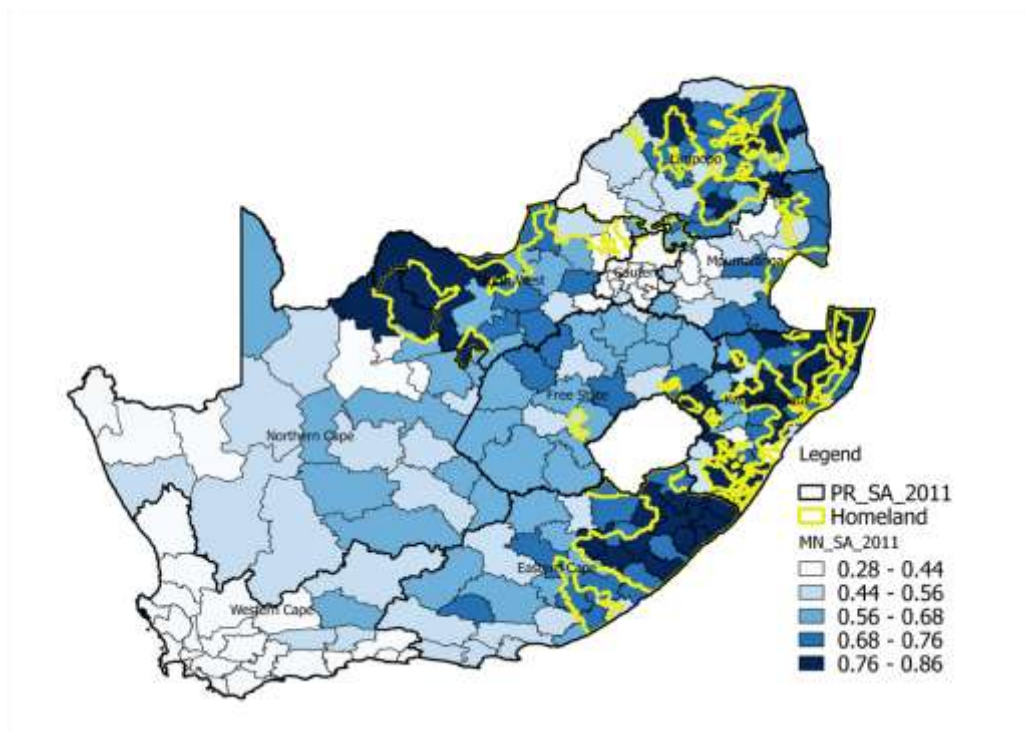 Limpopo
Mpumalanga
Gauteng
North West
Free State
Northern Cape
Legend
PR_SA_2011
Homeland
MN_SA_2011
0.28 - 0.44
0.44 - 0.56
Eastern Cape
0.56 - 0.68
Western Cape
0.68 - 0.76
0.76 - 0.86